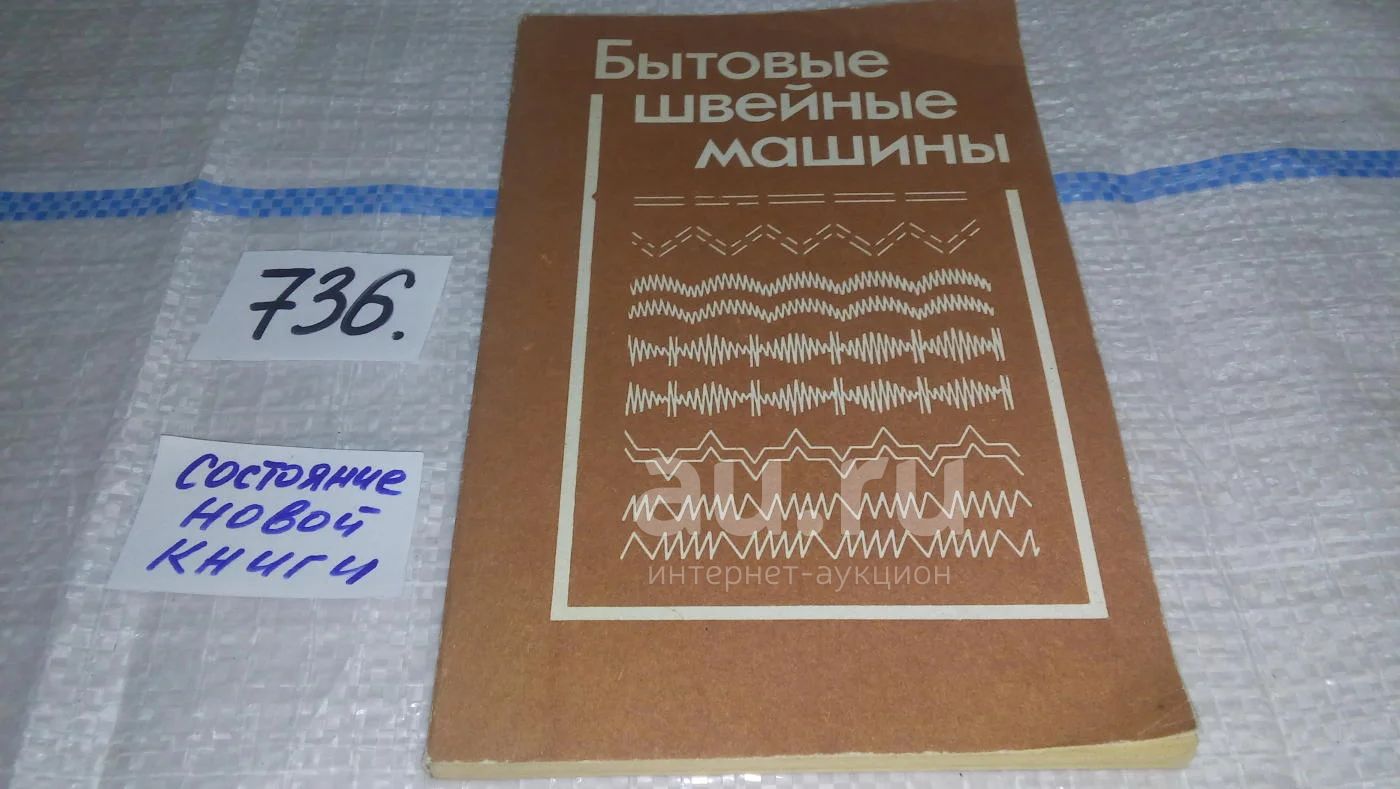 Бытовые
швейные
машины
736.
состояние
новой
книги
au.ru
интернет-аукцион